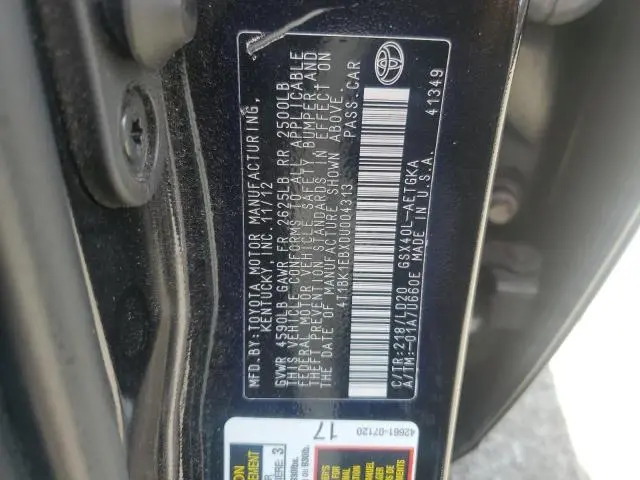 MFD.BY: TOYOTA MOTOR MANUFACTURING,
KENTUCKY, INC. 11/12
GVWR 4590LB GAWR FR 2625LB RR 2500LB
THIS VEHICLE CONFORMS TO ALL APPLICABLE
FEDERAL MOTOR VEHICLE SAFETY BUMPER, AND
THEFT PREVENTION STANDARDS IN EFFECT ON
THE DATE OF MANUFACTURE SHOWN ABOVE.
4T1BK1EBXDU004313 PASS.CAR
C/TR:218/LD20 GSX40L-AETGKA
A/TM:-01A/U660E MADE IN U.S.A.
41349
42661-07120
17